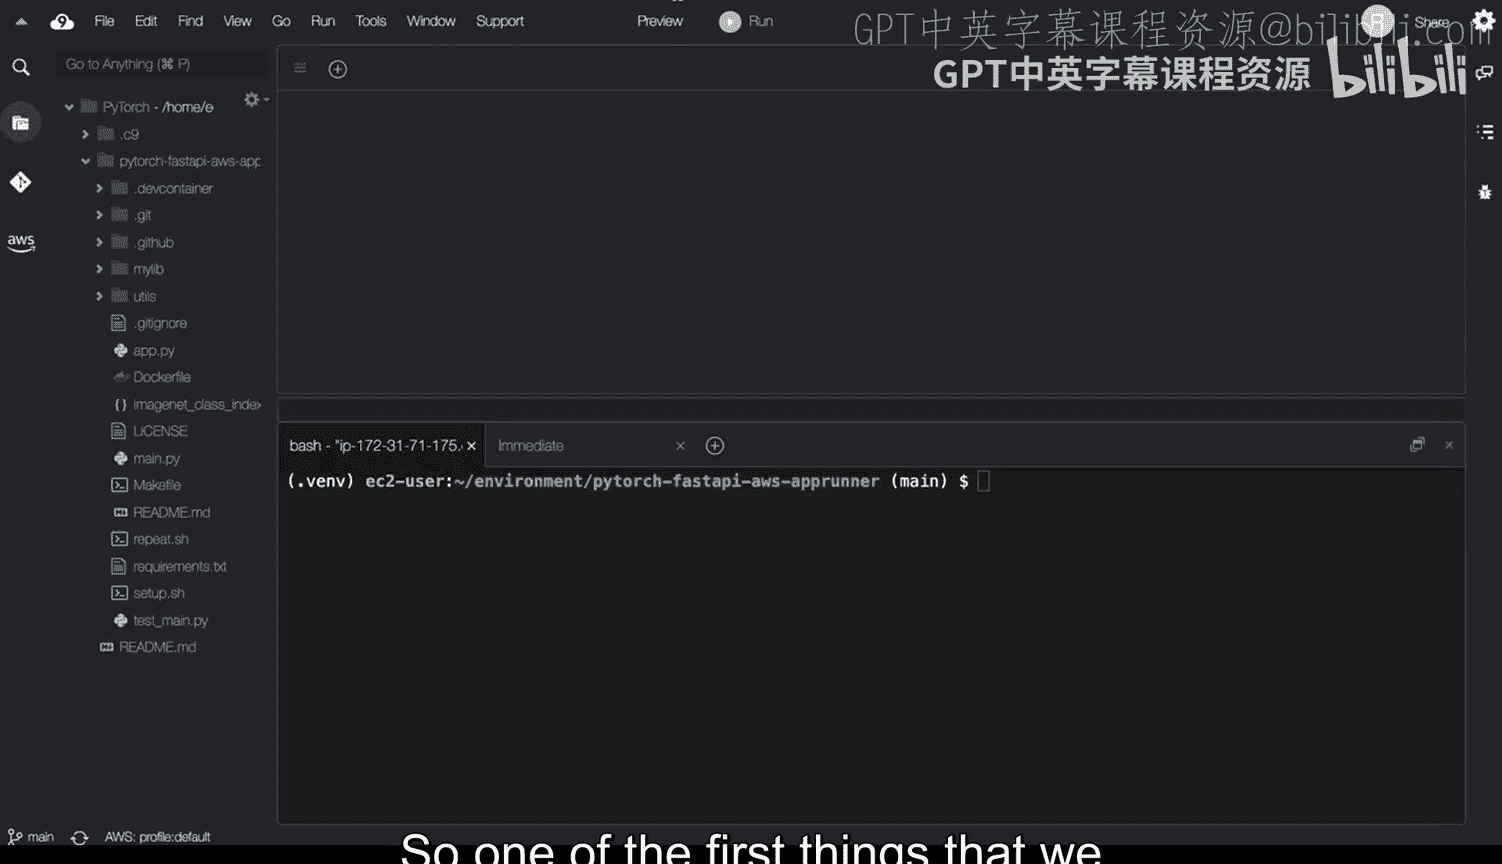 File Edit Find View Go Run Tools Window Support Preview Run Share
GPT中英字幕课程资源@bilibili.com
GPT中英字幕课程资源 bilibili
Go to Anything (⌘ P)
PyTorch - /home/e
.c9
pytorch-fastapi-aws-app
.devcontainer
.git
.github
aws
mylib
utils
.gitignore
app.py
Dockerfile
imagenet_class_index
LICENSE
main.py
Makefile
README.md
repeat.sh
requirements.txt
setup.sh
test_main.py
README.md
bash - "ip-172-31-71-175. Immediate
(.venv) ec2-user:~/environment/pytorch-fastapi-aws-apprunner (main) $
main AWS: profile:default
So one of the first things that we